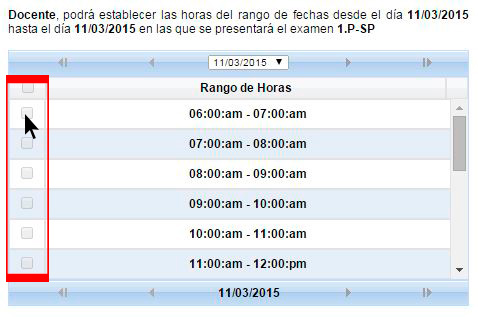 Docente, podrá establecer las horas del rango de fechas desde el día 11/03/2015
hasta el día 11/03/2015 en las que se presentará el examen 1.P-SP
11/03/2015
Rango de Horas
06:00:am - 07:00:am
07:00:am - 08:00:am
08:00:am - 09:00:am
09:00:am - 10:00:am
10:00:am - 11:00:am
11:00:am - 12:00:pm
11/03/2015